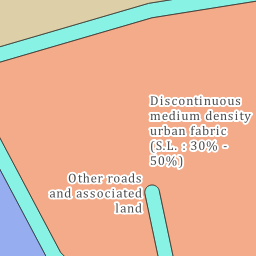 Discontinuous
medium density
urban fabric
(S.L. : 30% -
50%)
Other roads
and associated
land